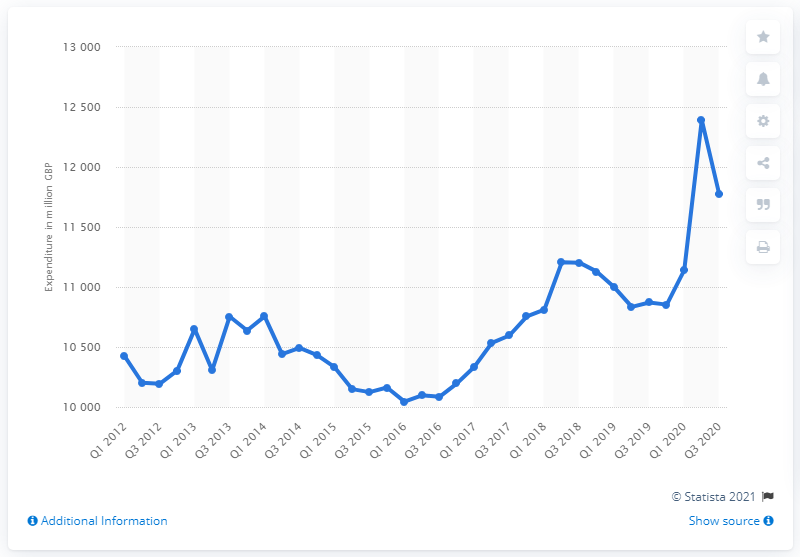 13 000
12 500
12 000
11 500
11 000
10 500
10 000
Expenditure in million GBP
Q1 2012
Q3 2012
Q1 2013
Q3 2013
Q1 2014
Q3 2014
Q1 2015
Q3 2015
Q1 2016
Q3 2016
Q1 2017
Q3 2017
Q1 2018
Q3 2018
Q1 2019
Q3 2019
Q1 2020
Q3 2020
© Statista 2021
Additional Information
Show source